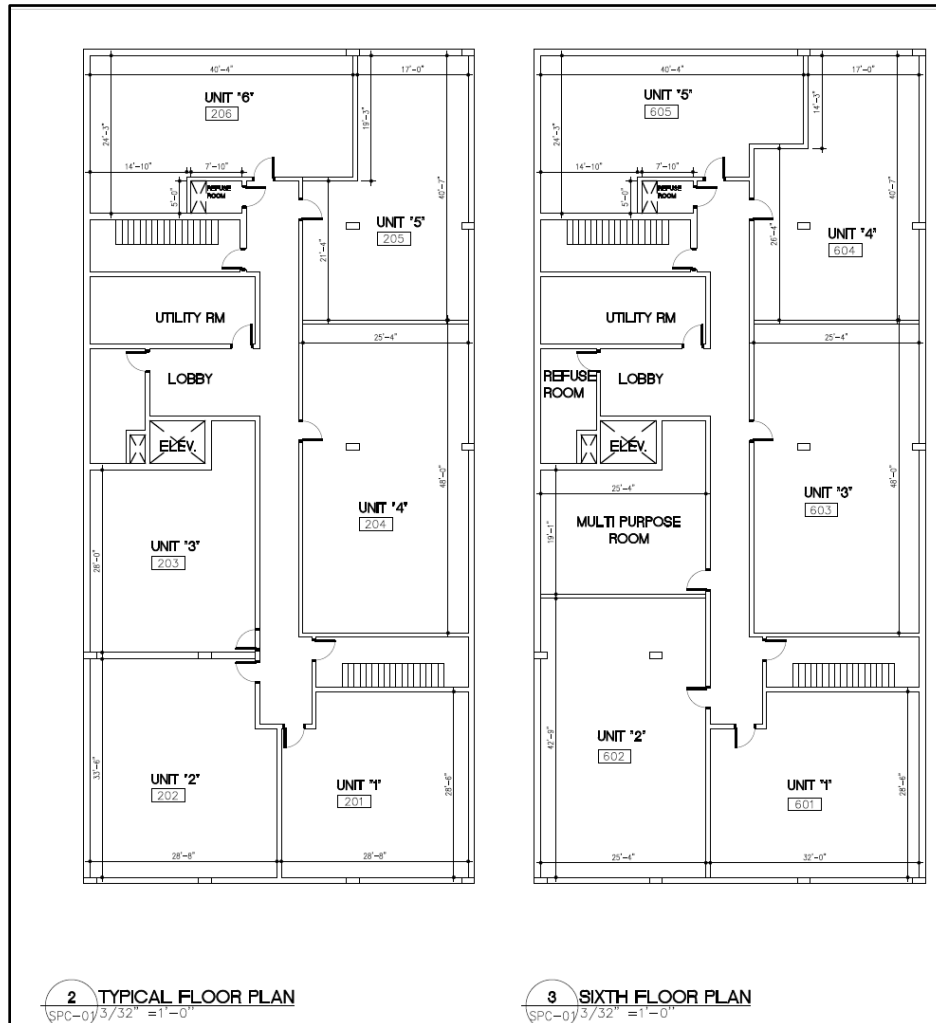 40'-4"
17'-0"
UNIT "6"
206
24'-3"
19'-3"
14'-10"
7'-10"
REFUSE
ROOM
5'-0"
40'-7"
UNIT "5"
205
21'-4"
UTILITY RM
25'-4"
LOBBY
ELEV.
UNIT "4"
204
48'-0"
UNIT "3"
203
28'-0"
UNIT "2"
202
33'-6"
UNIT "1"
201
28'-6"
28'-8"
28'-8"
2 TYPICAL FLOOR PLAN
SPC-01 3/32" =1'-0"
40'-4"
17'-0"
UNIT "5"
605
24'-3"
14'-3"
14'-10"
7'-10"
REFUSE
ROOM
5'-0"
40'-7"
UNIT "4"
604
26'-4"
UTILITY RM
25'-4"
REFUSE
ROOM
LOBBY
ELEV.
25'-4"
UNIT "3"
603
48'-0"
MULTI PURPOSE
ROOM
19'-1"
UNIT "2"
602
42'-9"
UNIT "1"
601
28'-6"
25'-4"
32'-0"
3 SIXTH FLOOR PLAN
SPC-01 3/32" =1'-0"